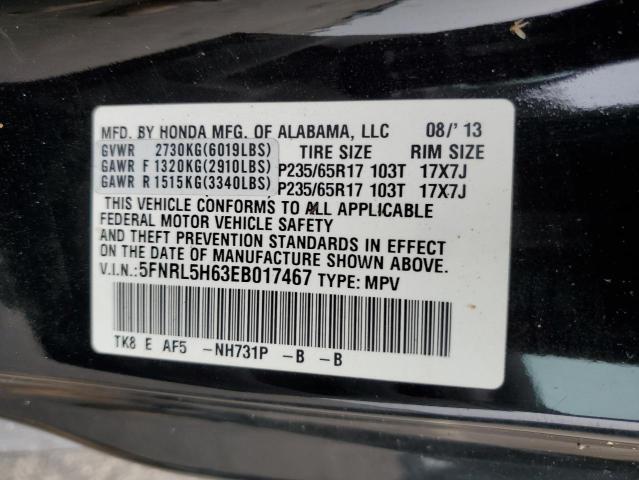 MFD. BY HONDA MFG. OF ALABAMA, LLC 08/'13
GVWR 2730KG(6019LBS) TIRE SIZE RIM SIZE
GAWR F 1320KG(2910LBS) P235/65R17 103T 17X7J
GAWR R 1515KG(3340LBS) P235/65R17 103T 17X7J
THIS VEHICLE CONFORMS TO ALL APPLICABLE
FEDERAL MOTOR VEHICLE SAFETY
AND THEFT PREVENTION STANDARDS IN EFFECT
ON THE DATE OF MANUFACTURE SHOWN ABOVE.
V.I.N.:5FNRL5H63EB017467 TYPE: MPV
TK8 E AF5 -NH731P -B -B